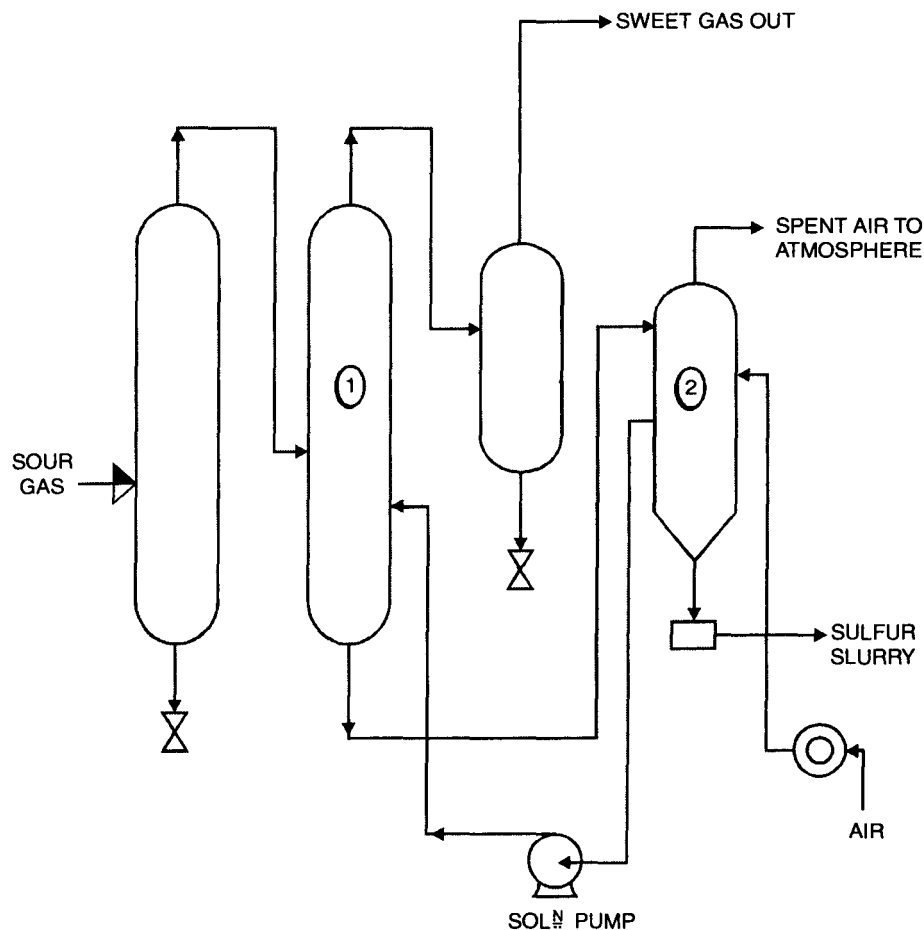 SWEET GAS OUT
SPENT AIR TO
ATMOSPHERE
1
2
SOUR
GAS
SULFUR
SLURRY
AIR
SOLN PUMP